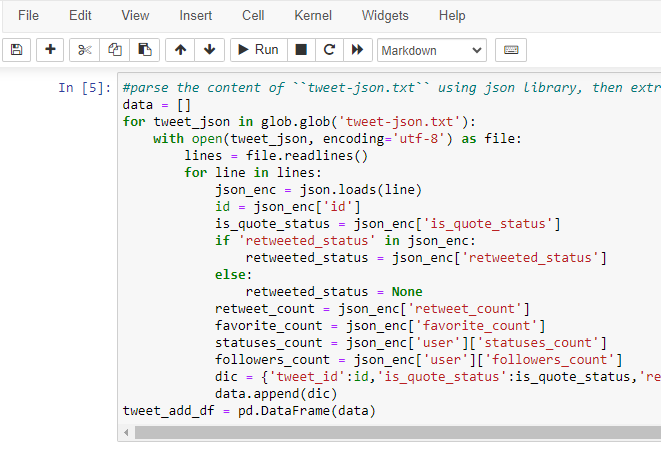 File Edit View Insert Cell Kernel Widgets Help
Run Markdown
In [5]: #parse the content of ``tweet-json.txt`` using json library, then extr
data = []
for tweet_json in glob.glob('tweet-json.txt'):
    with open(tweet_json, encoding='utf-8') as file:
        lines = file.readlines()
        for line in lines:
            json_enc = json.loads(line)
            id = json_enc['id']
            is_quote_status = json_enc['is_quote_status']
            if 'retweeted_status' in json_enc:
                retweeted_status = json_enc['retweeted_status']
            else:
                retweeted_status = None
            retweet_count = json_enc['retweet_count']
            favorite_count = json_enc['favorite_count']
            statuses_count = json_enc['user']['statuses_count']
            followers_count = json_enc['user']['followers_count']
            dic = {'tweet_id':id,'is_quote_status':is_quote_status,'re
            data.append(dic)
tweet_add_df = pd.DataFrame(data)